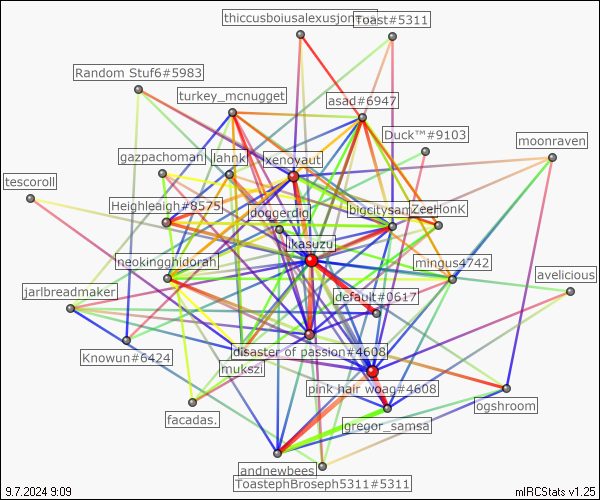 thiccusboiusalexusjon
Toast#5311
Random Stuf6#5983
turkey_mcnugget
asad#6947
Duck™#9103
moonraven
gazpachoman
lahnkl
xenoyaut
tescoroll
Heighleaigh#8575
doggerdig
bigcitysam
ZeeHonK
ikasuzu
neokingghidorah
mingus4742
avelicious
jarlbreadmaker
default#0617
disaster of passion#4608
Knowun#6424
mukszi
pink hair woag#4608
ogshroom
facadas.
gregor_samsa
andnewbees
ToastephBroseph5311#5311
9.7.2024 9:09
mIRCStats v1.25